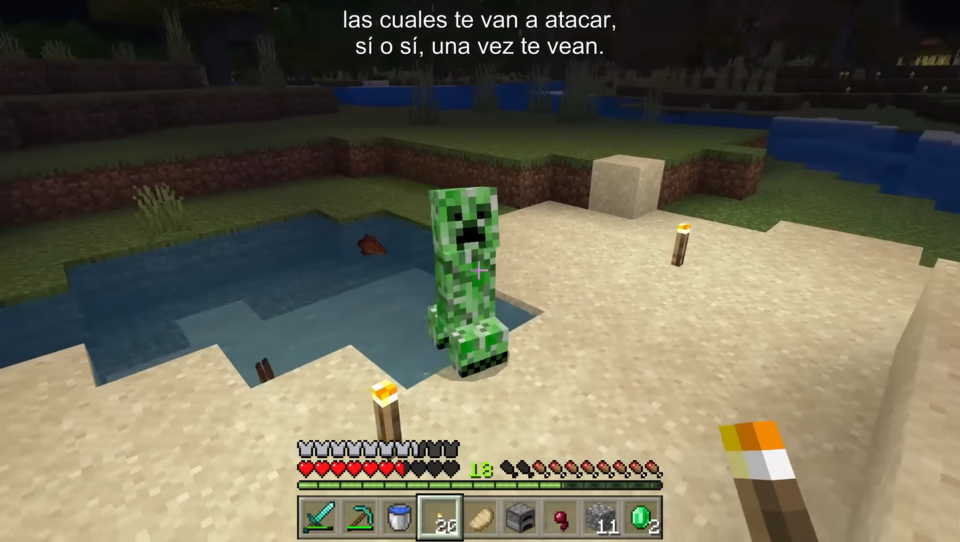 las cuales te van a atacar,
sí o sí, una vez te vean.
18
20
11
2